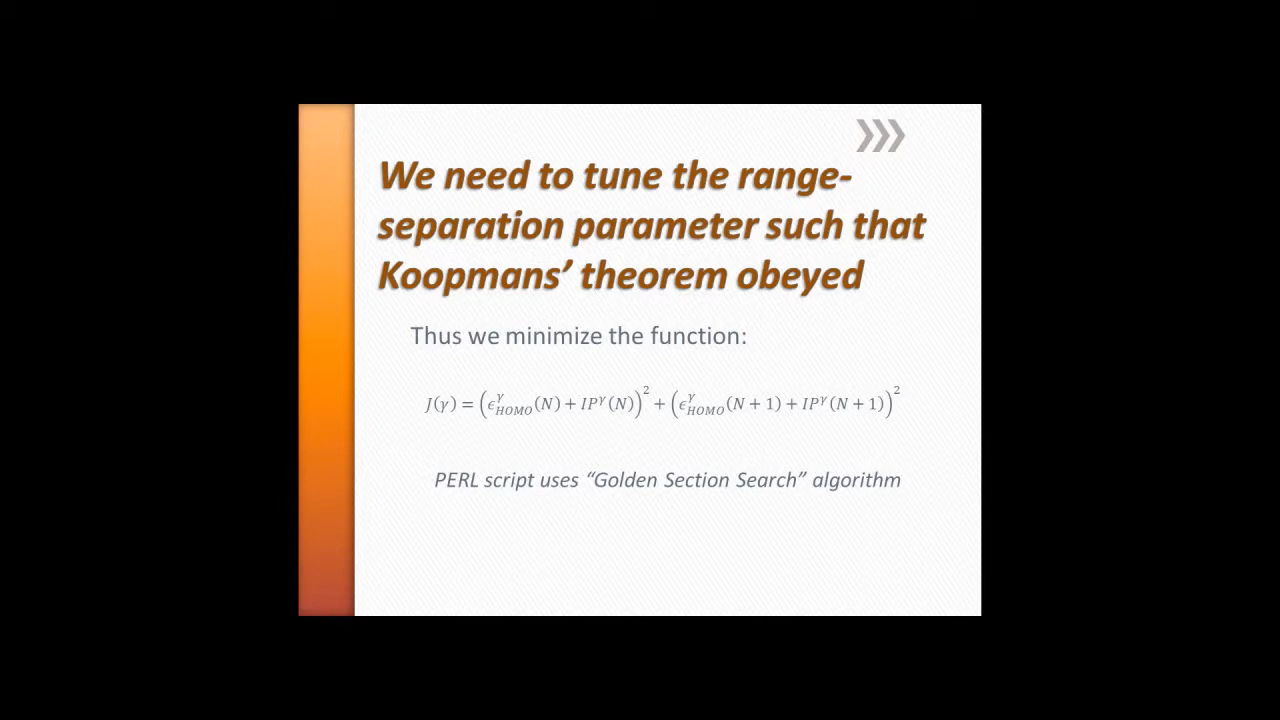 We need to tune the range-
separation parameter such that
Koopmans’ theorem obeyed
Thus we minimize the function:
J(γ) = (ϵ^γ_HOMO(N) + IP^γ(N))^2 + (ϵ^γ_HOMO(N + 1) + IP^γ(N + 1))^2
PERL script uses “Golden Section Search” algorithm